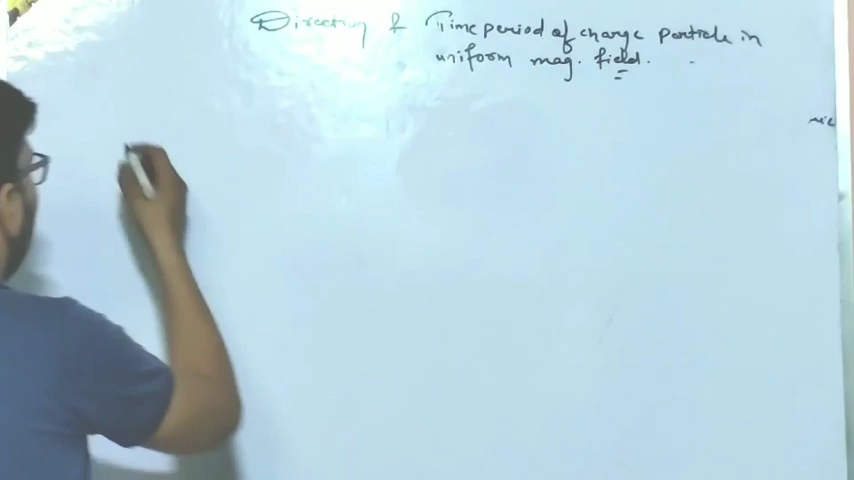 Direction & Time period of charge particle in
uniform mag. field.